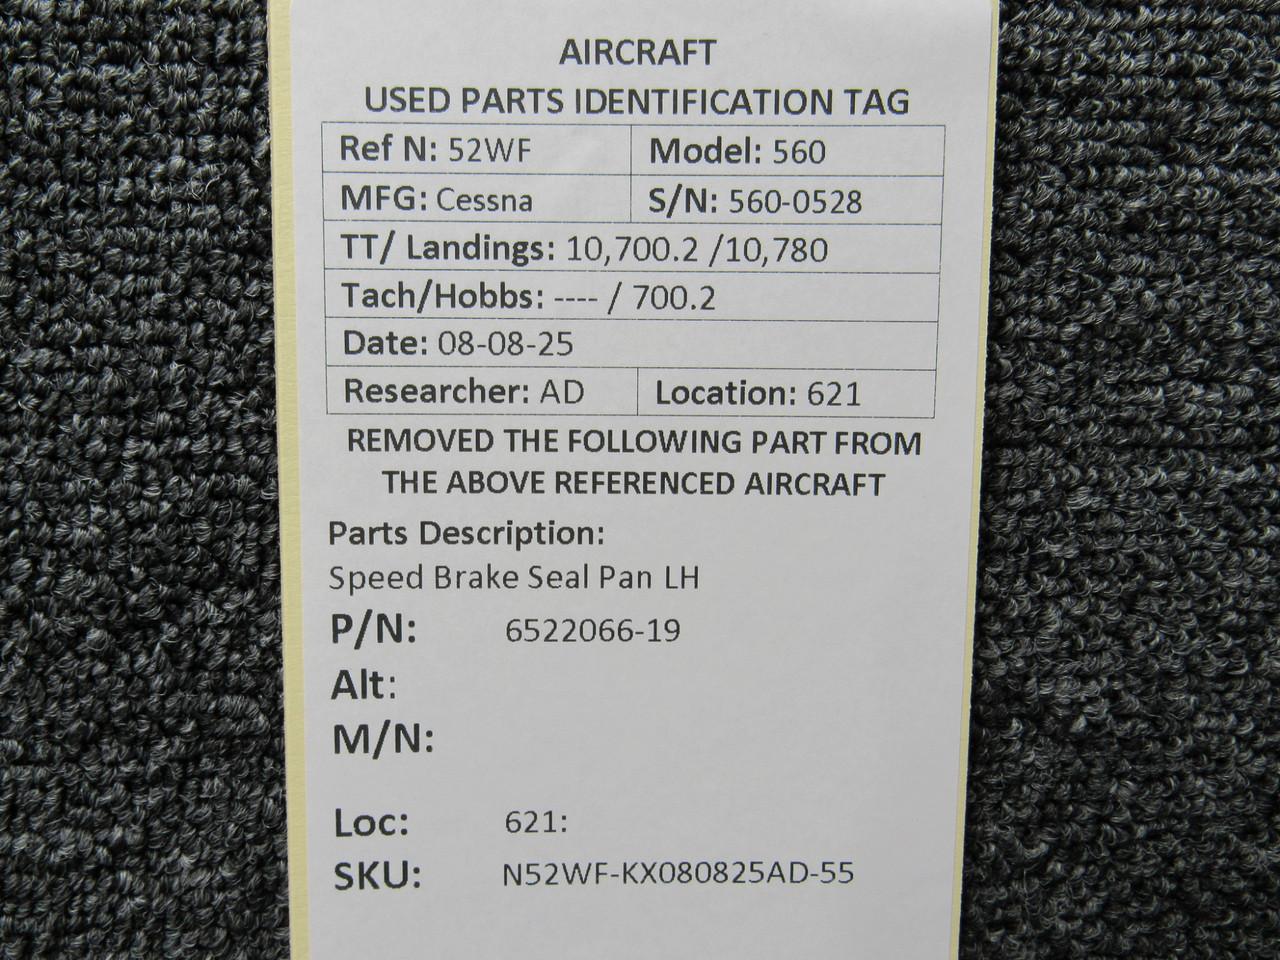 AIRCRAFT
USED PARTS IDENTIFICATION TAG
Ref N: 52WF Model: 560
MFG: Cessna S/N: 560-0528
TT/ Landings: 10,700.2 /10,780
Tach/Hobbs: ---- / 700.2
Date: 08-08-25
Researcher: AD Location: 621
REMOVED THE FOLLOWING PART FROM
THE ABOVE REFERENCED AIRCRAFT
Parts Description:
Speed Brake Seal Pan LH
P/N: 6522066-19
Alt:
M/N:
Loc: 621:
SKU: N52WF-KX080825AD-55